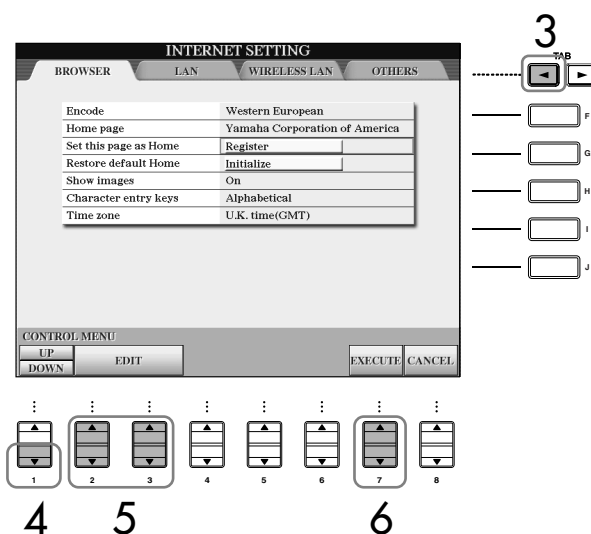 3
INTERNET SETTING
TAB
BROWSER LAN WIRELESS LAN OTHERS
Encode Western European
Home page Yamaha Corporation of America
Set this page as Home Register
Restore default Home Initialize
Show images On
Character entry keys Alphabetical
Time zone U.K. time(GMT)
F
G
H
I
J
CONTROL MENU
UP
DOWN
EDIT
EXECUTE
CANCEL
1 2 3 4 5 6 7 8
4 5 6